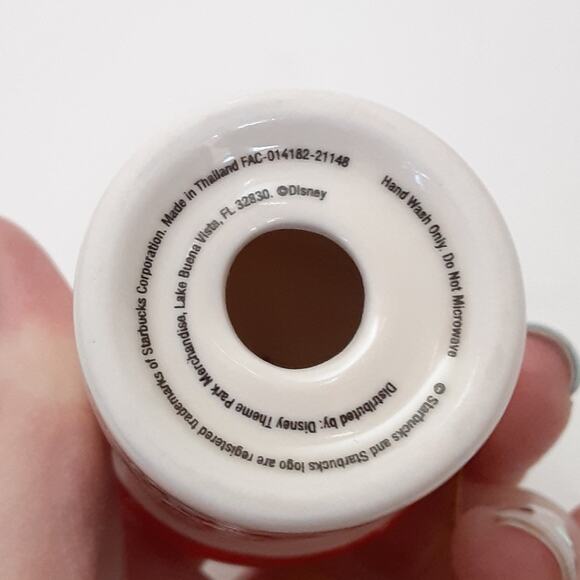 Hand Wash Only. Do Not Microwave
© Starbucks and Starbucks logo are registered trademarks of Starbucks Corporation. Made in Thailand FAC-014182-21148
Distributed by: Disney Theme Park Merchandise, Lake Buena Vista, FL 32830. ©Disney